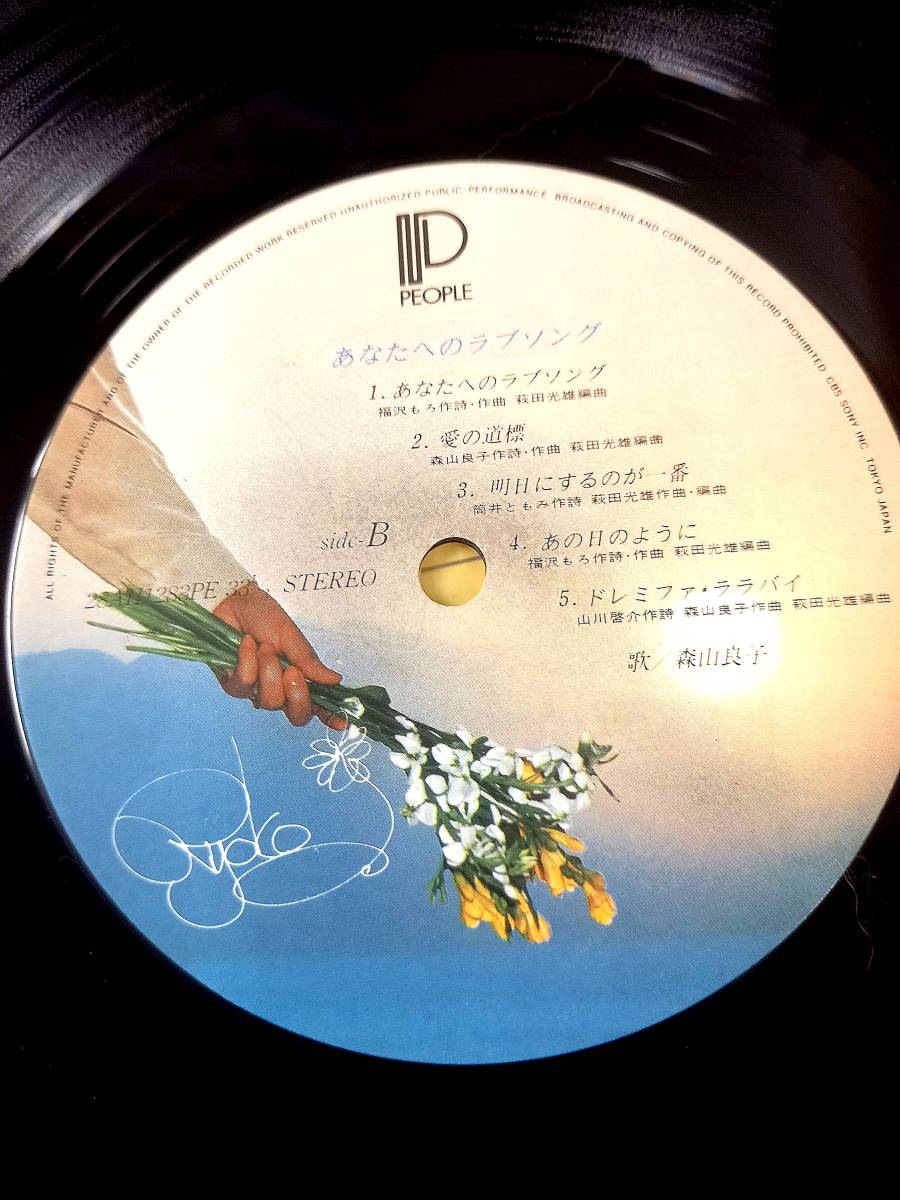 ALL RIGHTS OF THE MANUFACTURER AND OF THE OWNER OF THE RECORDED WORK RESERVED UNAUTHORIZED PUBLIC PERFORMANCE BROADCASTING AND COPYING OF THIS RECORD PROHIBITED CBS SONY INC. TOKYO JAPAN
PEOPLE
あなたへのラブソング
1. あなたへのラブソング
福沢もろ作詩・作曲 萩田光雄編曲
2. 愛の道標
森山良子作詩・作曲 萩田光雄編曲
3. 明日にするのが一番
筒井ともみ作詩 萩田光雄作曲・編曲
side-B
4. あの日のように
福沢もろ作詩・作曲 萩田光雄編曲
STEREO
5. ドレミファ・ララバイ
山川啓介作詩 森山良子作曲 萩田光雄編曲
歌/森山良子